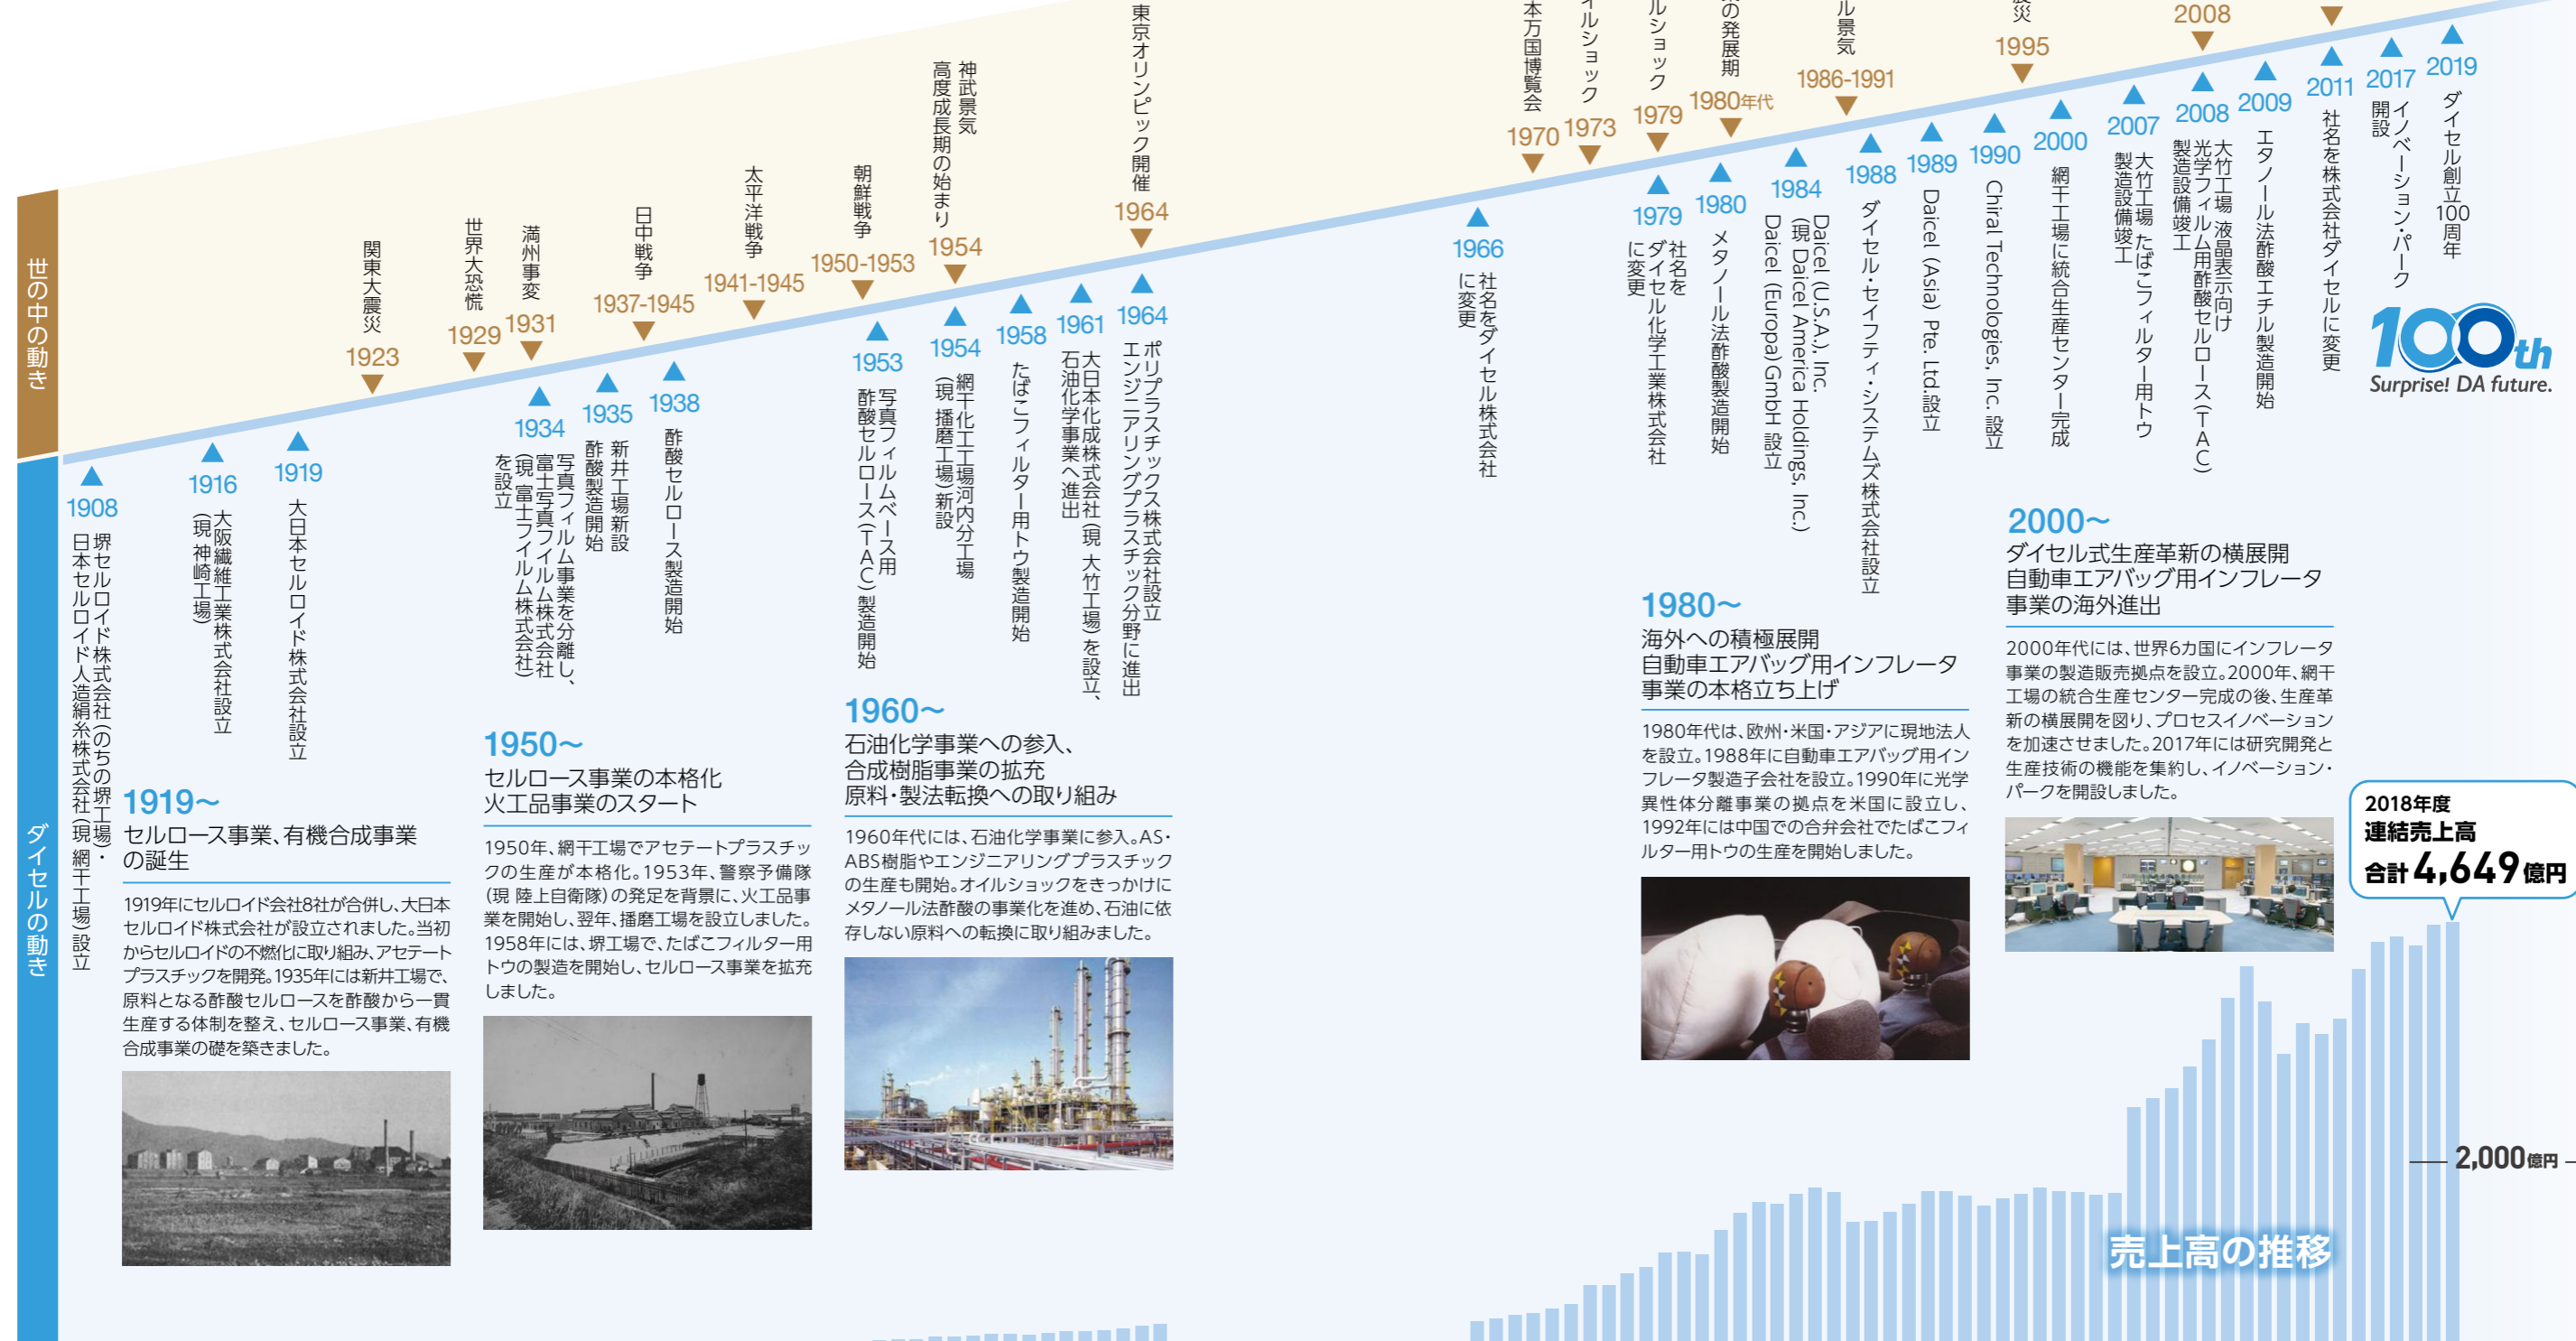 世の中の動き
関東大震災
1923
世界大恐慌
1929
満州事変
1931
日中戦争
1937-1945
太平洋戦争
1941-1945
朝鮮戦争
1950-1953
神武景気
高度成長期の始まり
1954
東京オリンピック開催
1964
本万国博覧会
1970
イルショック
1973
ルショック
1979
の発展期
1980年代
ル景気
1986-1991
震災
1995
2008
ダイセルの動き
1908
堺セルロイド株式会社(のちの堺工場)・
日本セルロイド人造絹糸株式会社(現 網干工場)設立
1916
大阪繊維工業株式会社設立
(現 神崎工場)
1919
大日本セルロイド株式会社設立
1934
写真フィルム事業を分離し、
富士写真フイルム株式会社
(現 富士フイルム株式会社)
を設立
1935
新井工場新設
酢酸製造開始
1938
酢酸セルロース製造開始
1953
写真フィルムベース用
酢酸セルロース(TAC)製造開始
1954
網干化工工場河内分工場
(現 播磨工場)新設
1958
たばこフィルター用トウ製造開始
1961
大日本化成株式会社(現 大竹工場)を設立、
石油化学事業へ進出
1964
ポリプラスチックス株式会社設立
エンジニアリングプラスチック分野に進出
1966
社名をダイセル株式会社
に変更
1979
社名を
ダイセル化学工業株式会社
に変更
1980
メタノール法酢酸製造開始
1984
Daicel (U.S.A.), Inc.
(現 Daicel America Holdings, Inc.)
Daicel (Europa) GmbH 設立
1988
ダイセル・セイフティ・システムズ株式会社設立
1989
Daicel (Asia) Pte. Ltd.設立
1990
Chiral Technologies, Inc. 設立
2000
網干工場に統合生産センター完成
2007
大竹工場 たばこフィルター用トウ
製造設備竣工
2008
大竹工場 液晶表示向け
光学フィルム用酢酸セルロース(TAC)
製造設備竣工
2009
エタノール法酢酸エチル製造開始
2011
社名を株式会社ダイセルに変更
2017
イノベーション・パーク
開設
2019
ダイセル創立100周年
100th
Surprise! DA future.
1919～
セルロース事業、有機合成事業
の誕生
1919年にセルロイド会社8社が合併し、大日本
セルロイド株式会社が設立されました。当初
からセルロイドの不燃化に取り組み、アセテート
プラスチックを開発。1935年には新井工場で、
原料となる酢酸セルロースを酢酸から一貫
生産する体制を整え、セルロース事業、有機
合成事業の礎を築きました。
1950～
セルロース事業の本格化
火工品事業のスタート
1950年、網干工場でアセテートプラスチッ
クの生産が本格化。1953年、警察予備隊
(現 陸上自衛隊)の発足を背景に、火工品事
業を開始し、翌年、播磨工場を設立しました。
1958年には、堺工場で、たばこフィルター用
トウの製造を開始し、セルロース事業を拡充
しました。
1960～
石油化学事業への参入、
合成樹脂事業の拡充
原料・製法転換への取り組み
1960年代には、石油化学事業に参入。AS・
ABS樹脂やエンジニアリングプラスチック
の生産も開始。オイルショックをきっかけに
メタノール法酢酸の事業化を進め、石油に依
存しない原料への転換に取り組みました。
1980～
海外への積極展開
自動車エアバッグ用インフレータ
事業の本格立ち上げ
1980年代は、欧州・米国・アジアに現地法人
を設立。1988年に自動車エアバッグ用イン
フレータ製造子会社を設立。1990年に光学
異性体分離事業の拠点を米国に設立し、
1992年には中国での合弁会社でたばこフィ
ルター用トウの生産を開始しました。
2000～
ダイセル式生産革新の横展開
自動車エアバッグ用インフレータ
事業の海外進出
2000年代には、世界6カ国にインフレータ
事業の製造販売拠点を設立。2000年、網干
工場の統合生産センター完成の後、生産革
新の横展開を図り、プロセスイノベーション
を加速させました。2017年には研究開発と
生産技術の機能を集約し、イノベーション・
パークを開設しました。
2018年度
連結売上高
合計4,649億円
2,000億円
売上高の推移